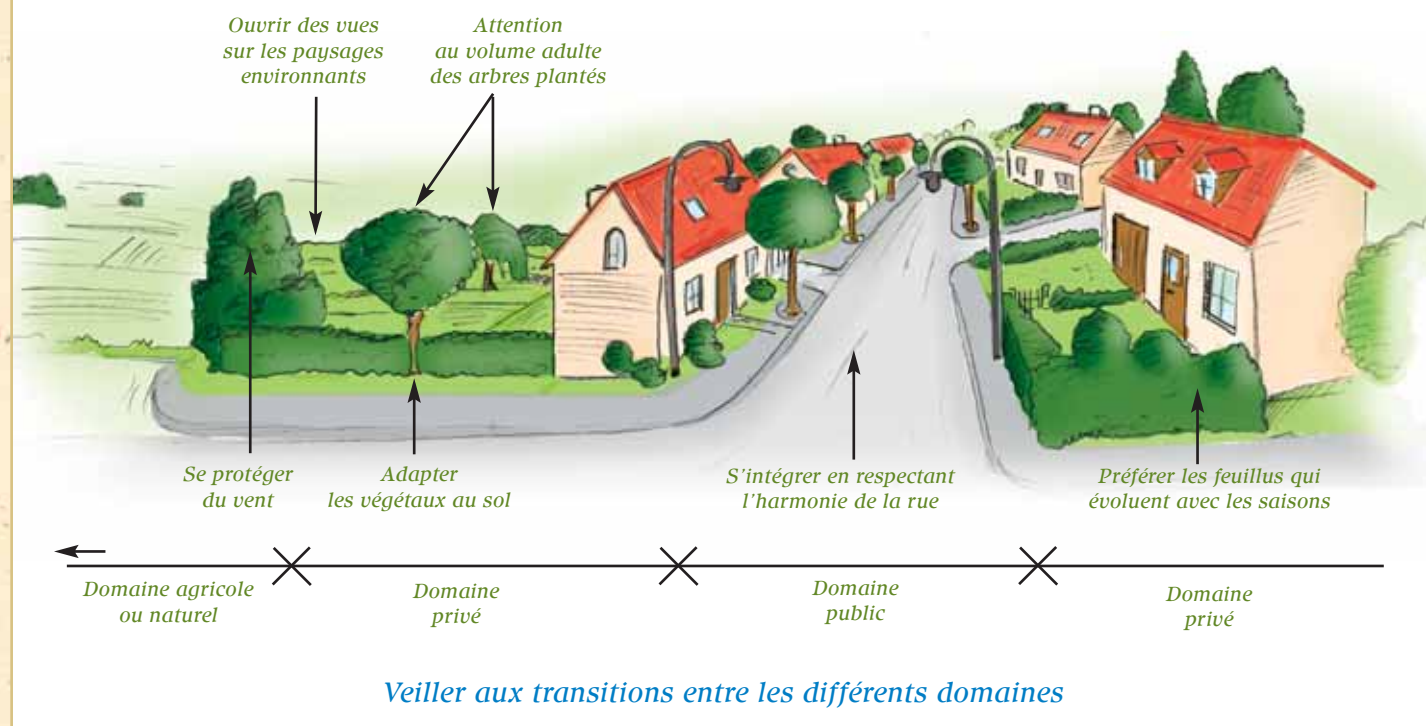 Ouvrir des vues
sur les paysages
environnants
Attention
au volume adulte
des arbres plantés
Se protéger
du vent
Adapter
les végétaux au sol
S'intégrer en respectant
l'harmonie de la rue
Préférer les feuillus qui
évoluent avec les saisons
Domaine agricole
ou naturel
Domaine
privé
Domaine
public
Domaine
privé
Veiller aux transitions entre les différents domaines